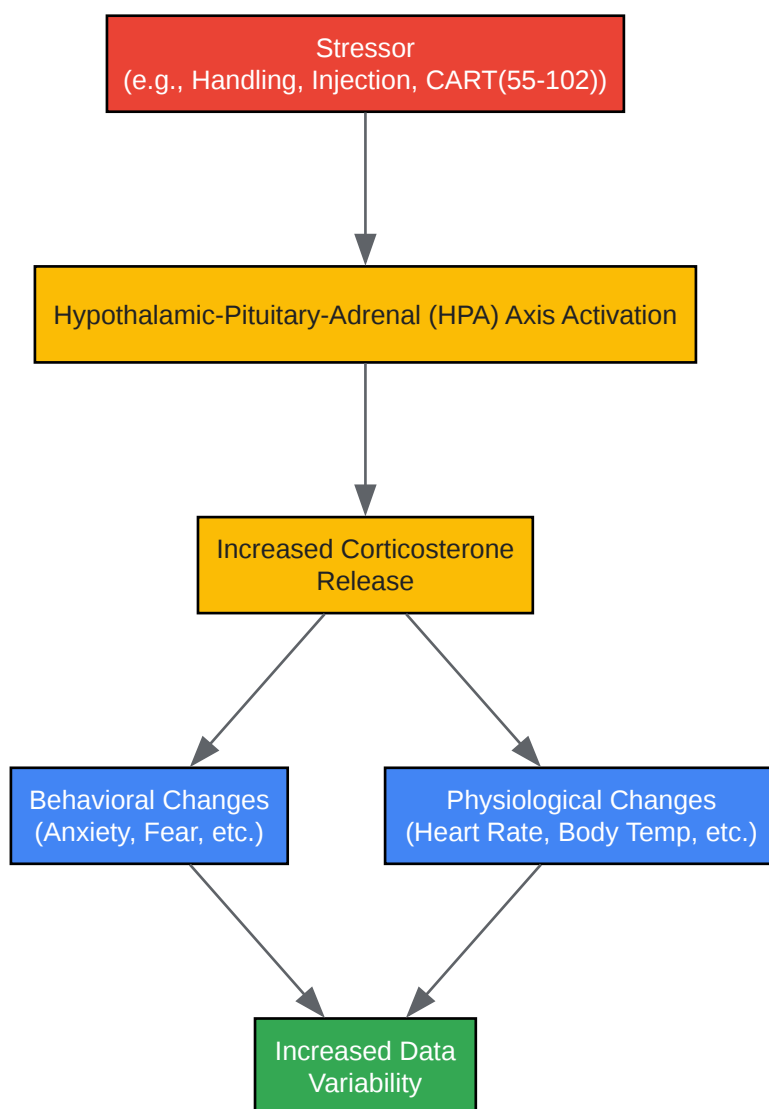 Stressor
(e.g., Handling, Injection, CART(55-102))
Hypothalamic-Pituitary-Adrenal (HPA) Axis Activation
Increased Corticosterone
Release
Behavioral Changes
(Anxiety, Fear, etc.)
Physiological Changes
(Heart Rate, Body Temp, etc.)
Increased Data
Variability